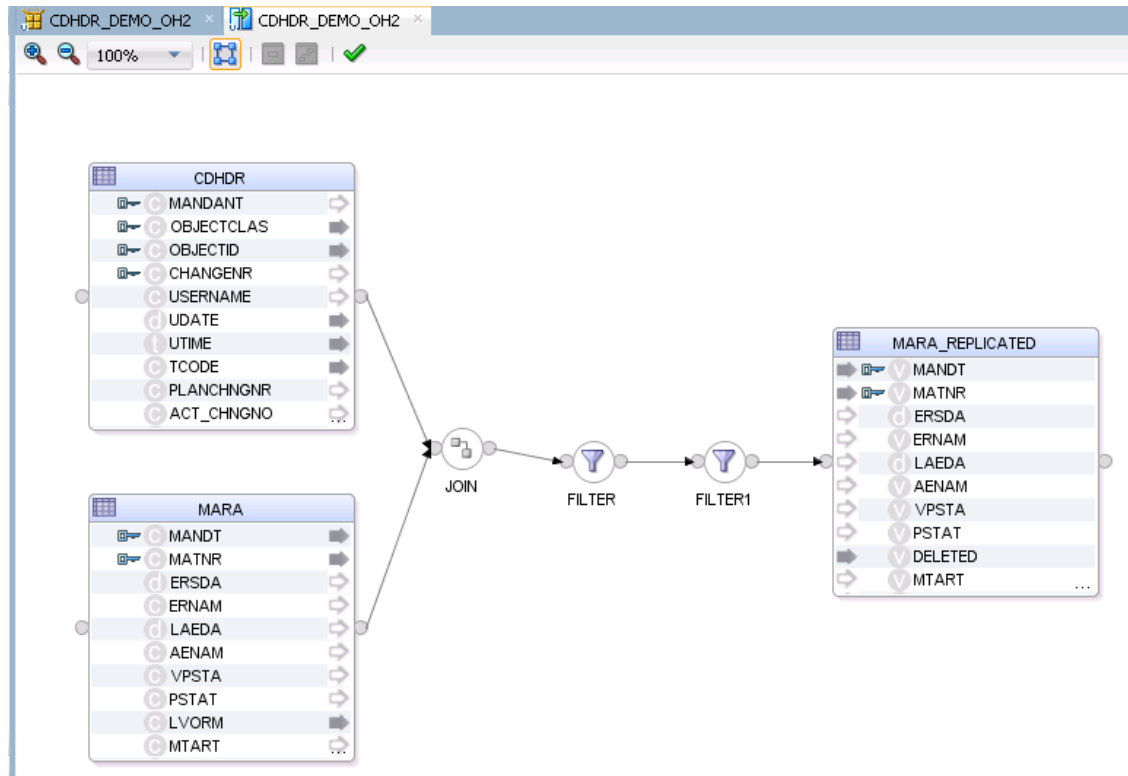 CDHDR_DEMO_OH2 × CDHDR_DEMO_OH2 ×
100%
CDHDR
MANDANT
OBJECTCLAS
OBJECTID
CHANGENR
USERNAME
UDATE
UTIME
TCODE
PLANCHNGNR
ACT_CHNGNO
...
MARA
MANDT
MATNR
ERSDA
ERNAM
LAEDA
AENAM
VPSTA
PSTAT
LVORM
MTART
...
JOIN
FILTER
FILTER1
MARA_REPLICATED
MANDT
MATNR
ERSDA
ERNAM
LAEDA
AENAM
VPSTA
PSTAT
DELETED
MTART
...